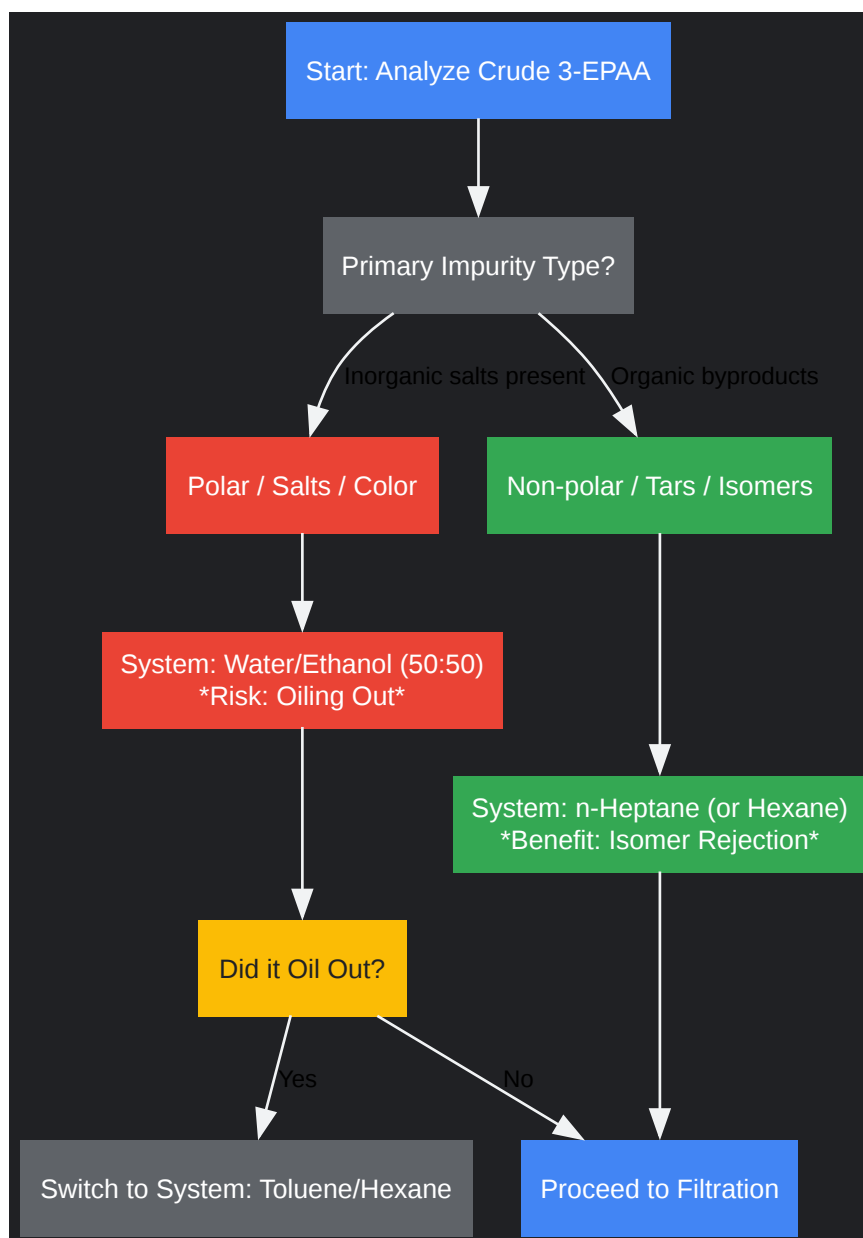 Start: Analyze Crude 3-EPAA
Primary Impurity Type?
Inorganic salts present
Organic byproducts
Polar / Salts / Color
Non-polar / Tars / Isomers
System: Water/Ethanol (50:50)
*Risk: Oiling Out*
System: n-Heptane (or Hexane)
*Benefit: Isomer Rejection*
Did it Oil Out?
Yes
No
Switch to System: Toluene/Hexane
Proceed to Filtration